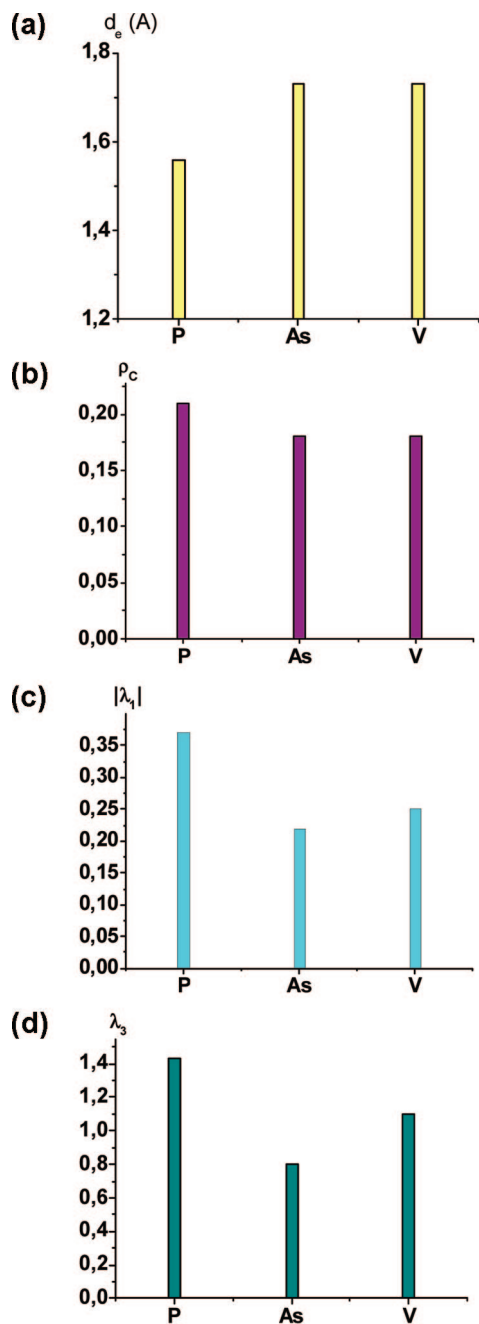 (a)
d_e (A)
1,8
1,6
1,4
1,2
P As V
(b)
ρ_C
0,20
0,15
0,10
0,05
0,00
P As V
(c)
|λ_1|
0,35
0,30
0,25
0,20
0,15
0,10
0,05
0,00
P As V
(d)
λ_3
1,4
1,2
1,0
0,8
0,6
0,4
0,2
0,0
P As V